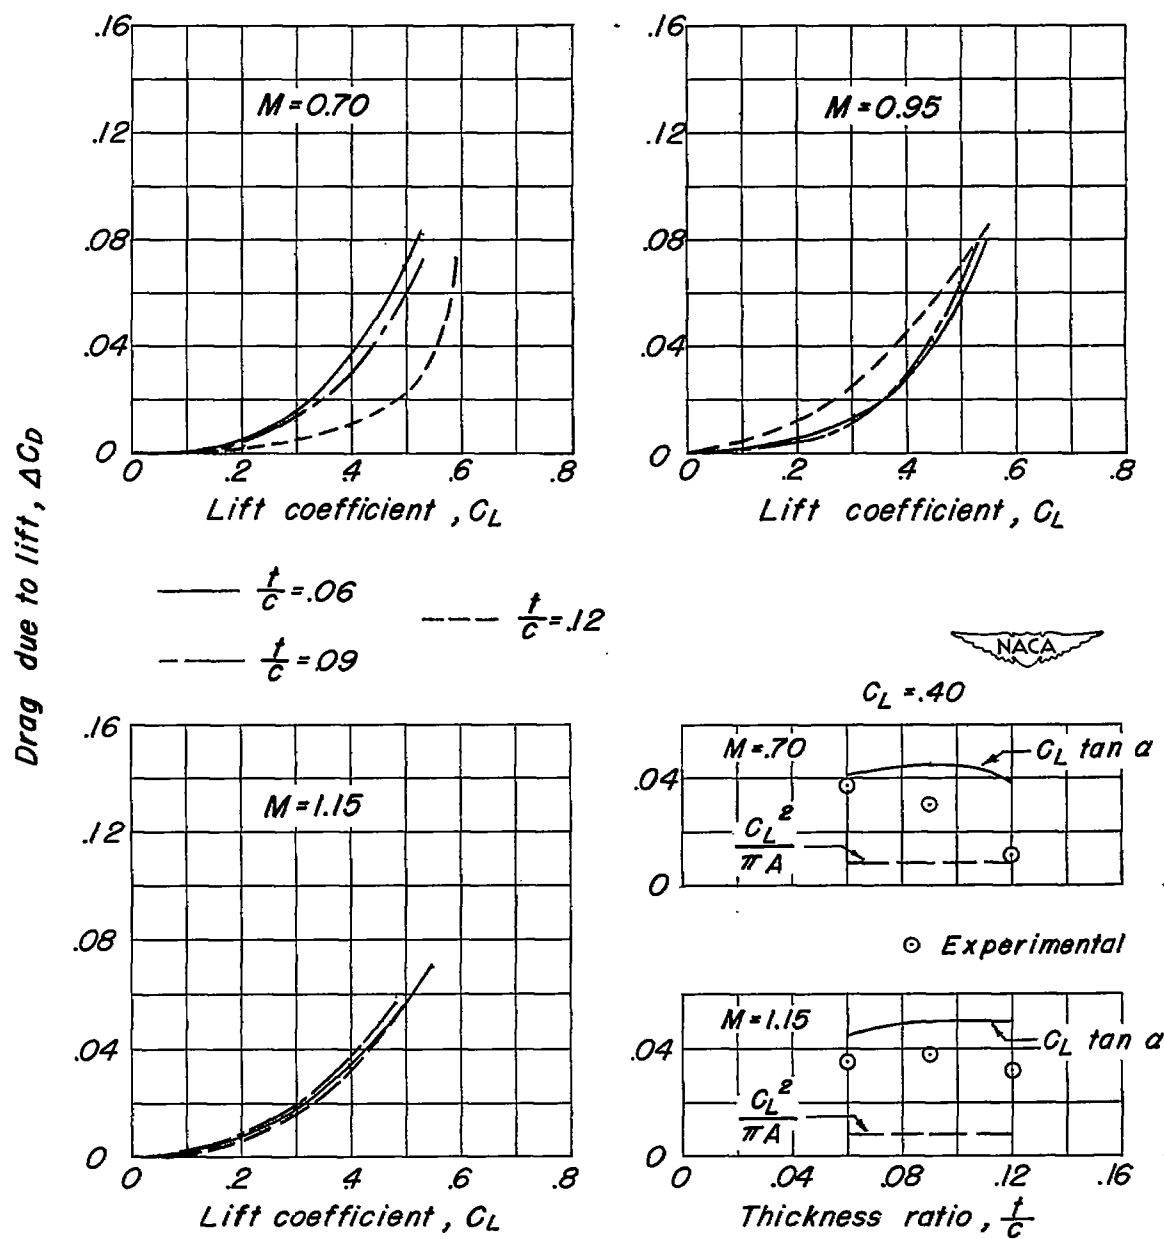 Drag due to lift, ΔC_D
M = 0.70
.16
.12
.08
.04
0
.2
.4
.6
.8
Lift coefficient, C_L
M = 0.95
.16
.12
.08
.04
0
0
.2
.4
.6
.8
Lift coefficient, C_L
t/c = .06
t/c = .09
t/c = .12
NACA
M = 1.15
.16
.12
.08
.04
0
0
.2
.4
.6
.8
Lift coefficient, C_L
C_L = .40
M = .70
C_L tan α
.04
C_L²/πA
0
⊙ Experimental
M = 1.15
C_L tan α
.04
C_L²/πA
0
0
.04
.08
.12
.16
Thickness ratio, t/c